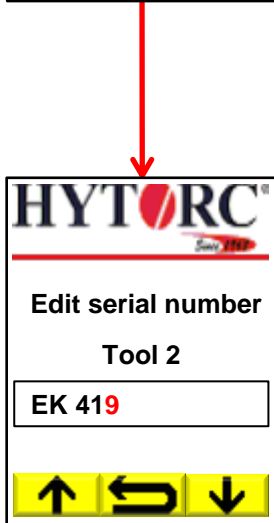 HYTORC
Since 1968
Edit serial number
Tool 2
EK 419